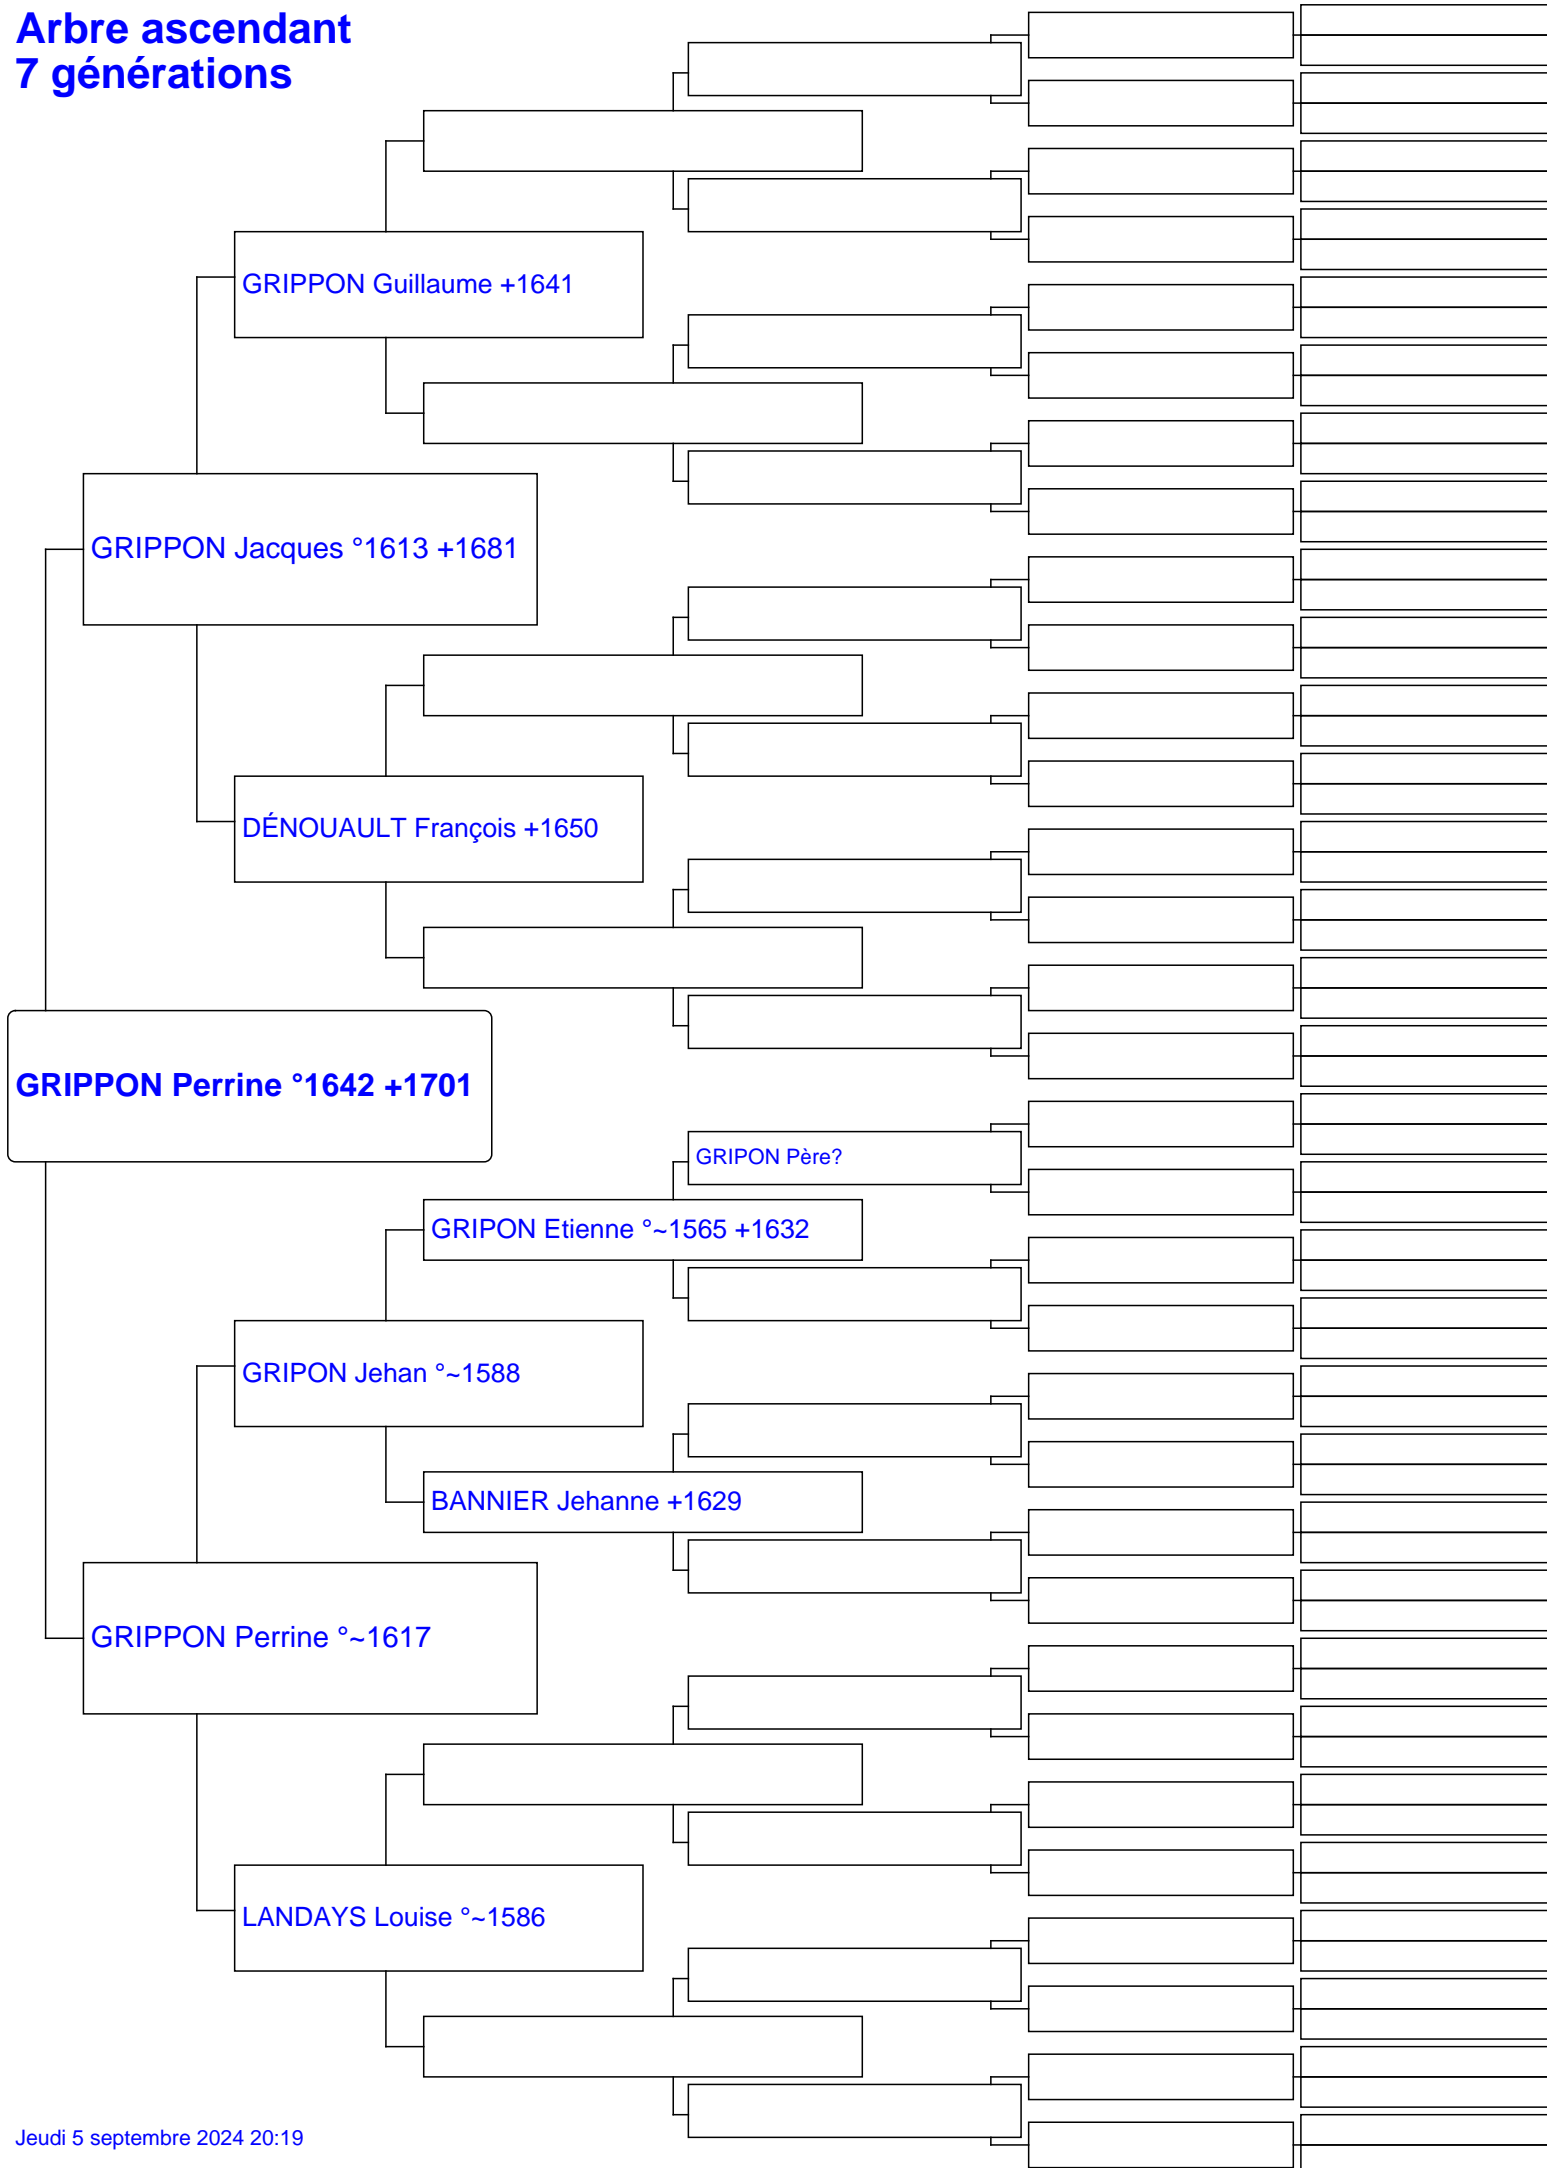 Arbre ascendant
7 générations
GRIPPON Guillaume +1641
GRIPPON Jacques °1613 +1681
DÉNOUAULT François +1650
GRIPPON Perrine °1642 +1701
GRIPON Père?
GRIPON Etienne °~1565 +1632
GRIPON Jehan °~1588
BANNIER Jehanne +1629
GRIPPON Perrine °~1617
LANDAYS Louise °~1586
Jeudi 5 septembre 2024 20:19